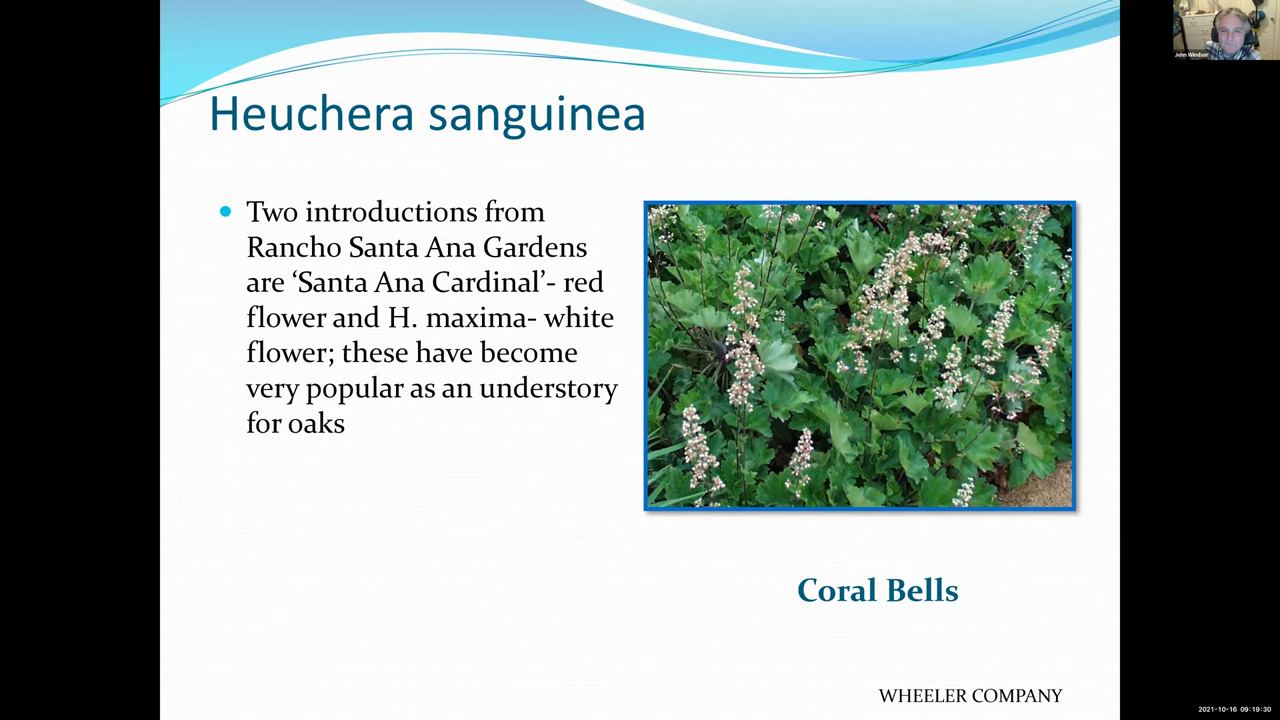 John Windsor
Heuchera sanguinea
Two introductions from
Rancho Santa Ana Gardens
are ‘Santa Ana Cardinal’- red
flower and H. maxima- white
flower; these have become
very popular as an understory
for oaks
Coral Bells
WHEELER COMPANY
2021-10-16 09:19:30